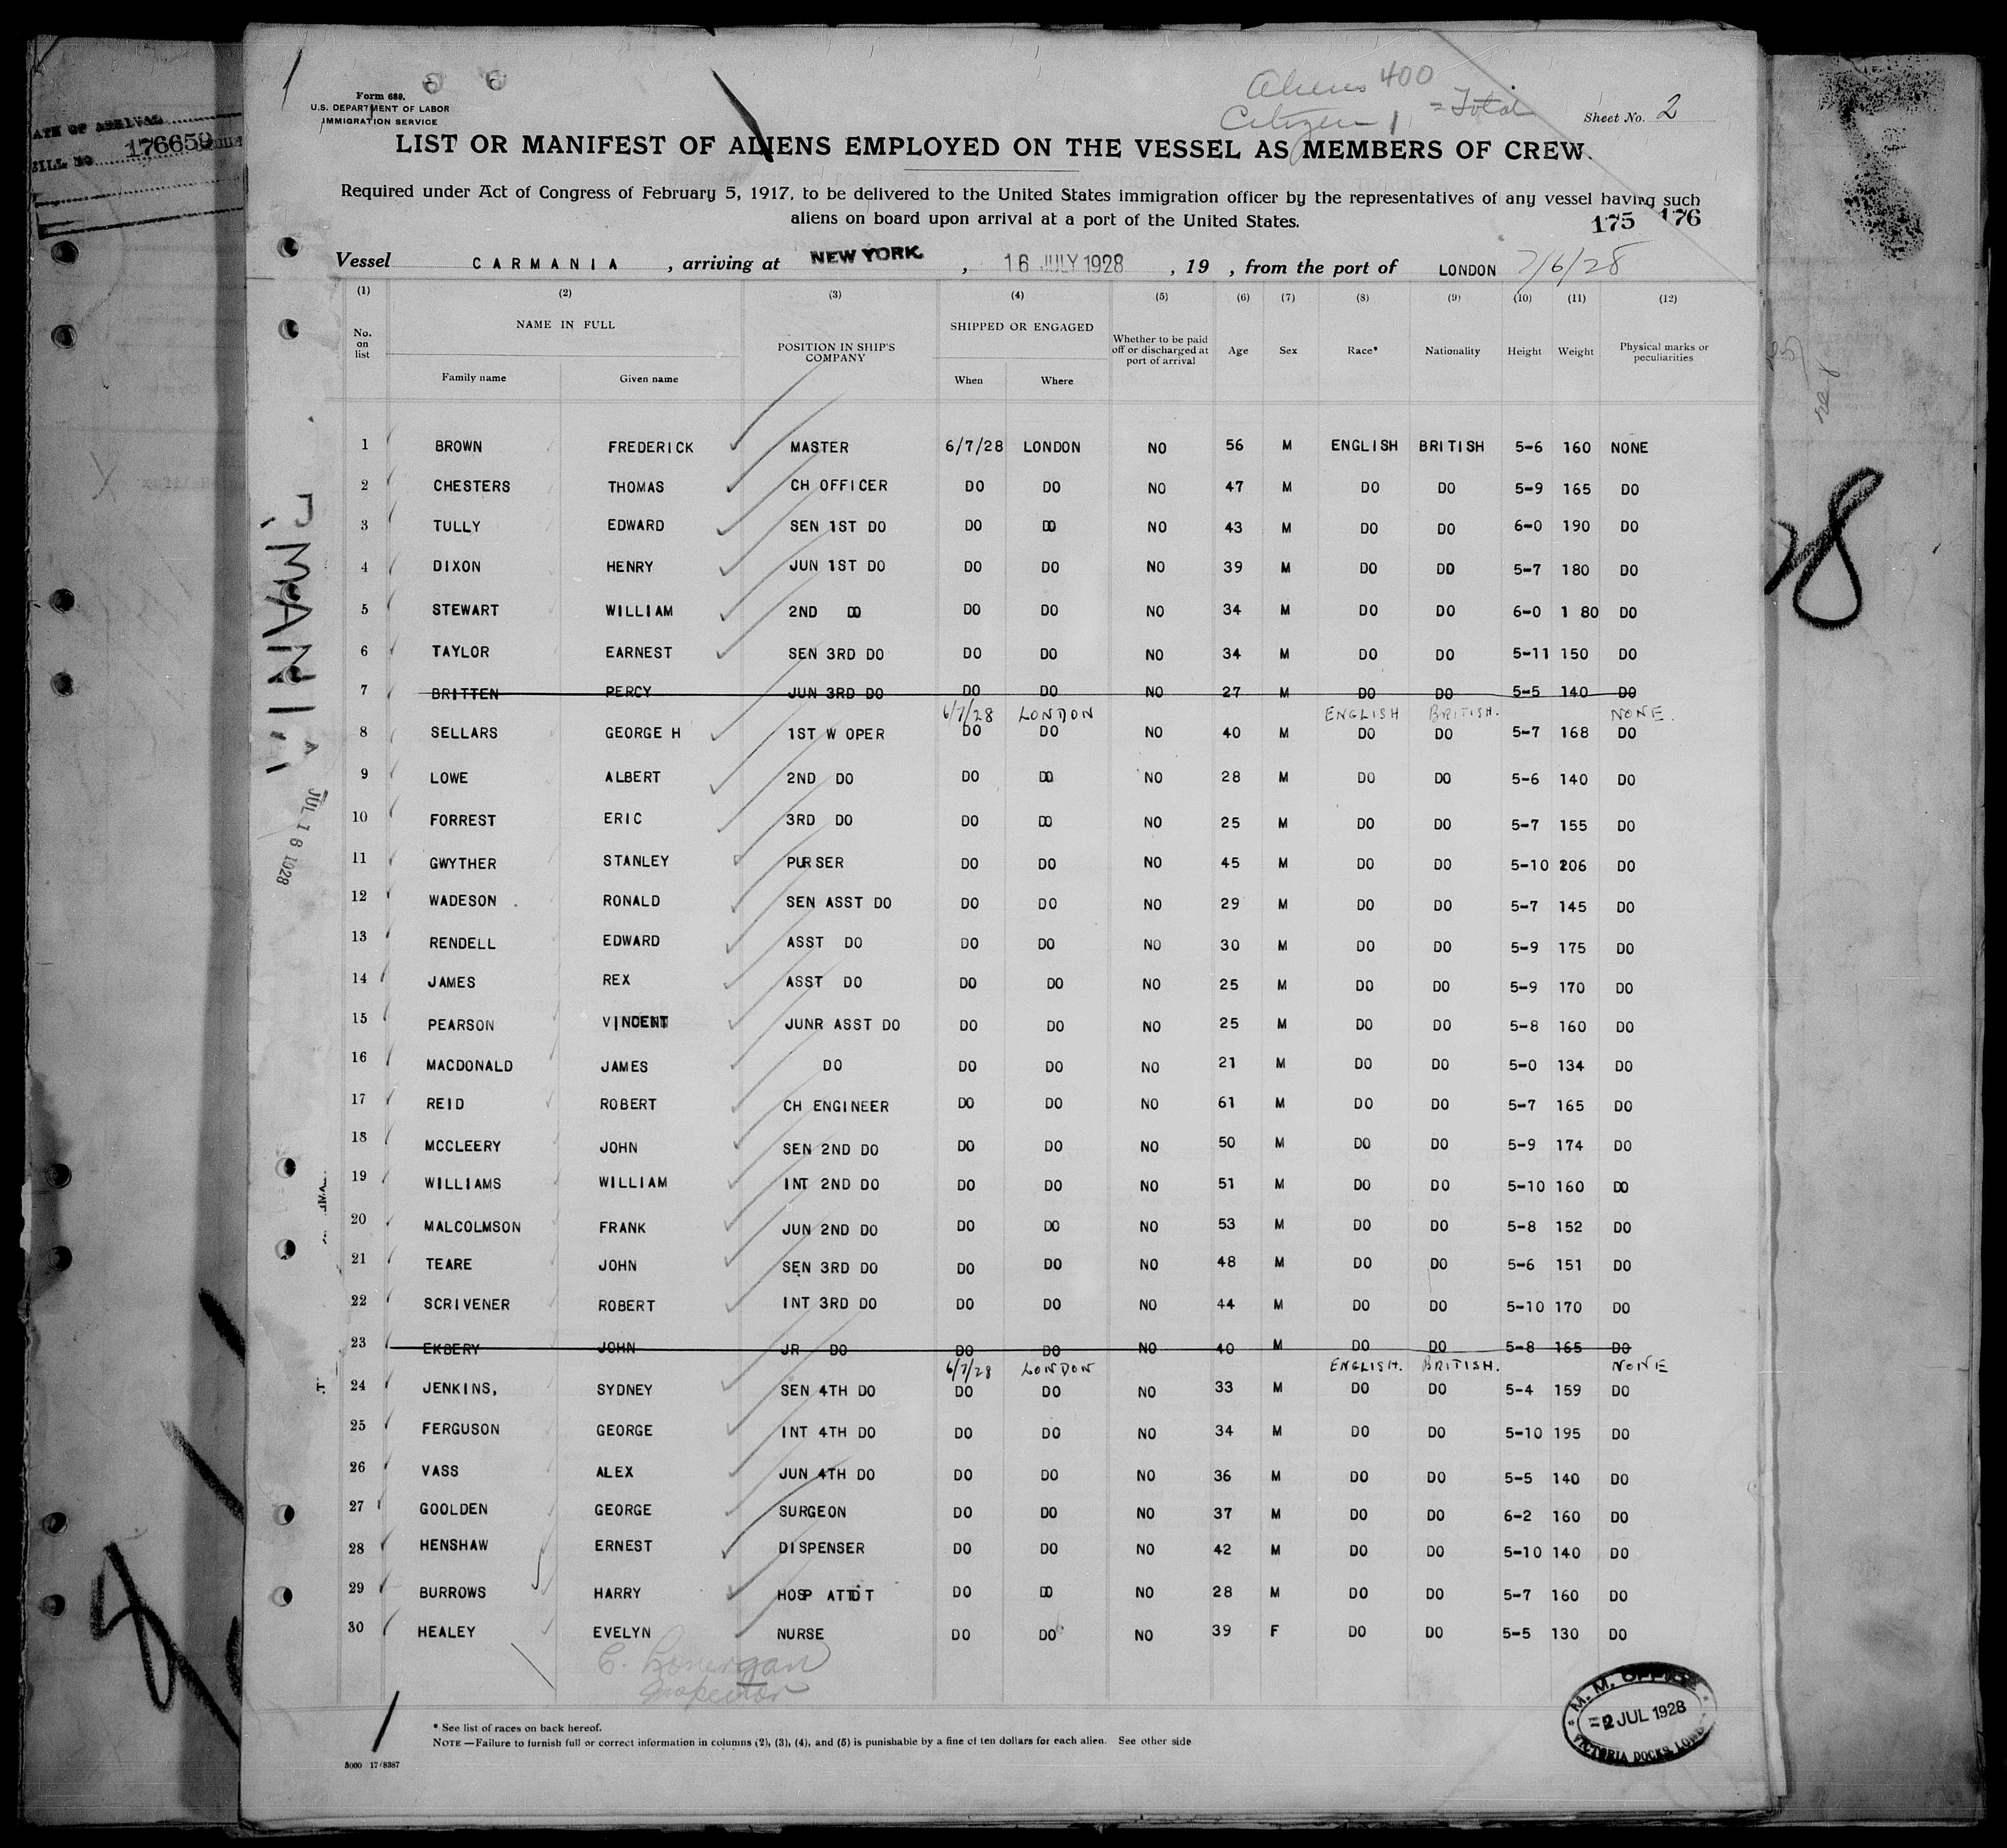 Form 689.
U.S. DEPARTMENT OF LABOR
IMMIGRATION SERVICE
Aliens 400
Citizen 1 = Total
Sheet No. 2
LIST OR MANIFEST OF ALIENS EMPLOYED ON THE VESSEL AS MEMBERS OF CREW.
Required under Act of Congress of February 5, 1917, to be delivered to the United States immigration officer by the representatives of any vessel having such
aliens on board upon arrival at a port of the United States.
175 176
Vessel CARMANIA, arriving at NEW YORK, 16 JULY 1928, 19 , from the port of LONDON 7/6/28
(1) (2) (3) (4) (5) (6) (7) (8) (9) (10) (11) (12)
No. on list NAME IN FULL POSITION IN SHIP'S COMPANY SHIPPED OR ENGAGED Whether to be paid off or discharged at port of arrival Age Sex Race* Nationality Height Weight Physical marks or peculiarities
Family name Given name When Where
1 BROWN FREDERICK MASTER 6/7/28 LONDON NO 56 M ENGLISH BRITISH 5-6 160 NONE
2 CHESTERS THOMAS CH OFFICER DO DO NO 47 M DO DO 5-9 165 DO
3 TULLY EDWARD SEN 1ST DO DO DO NO 43 M DO DO 6-0 190 DO
4 DIXON HENRY JUN 1ST DO DO DO NO 39 M DO DO 5-7 180 DO
5 STEWART WILLIAM 2ND DO DO DO NO 34 M DO DO 6-0 1 80 DO
6 TAYLOR EARNEST SEN 3RD DO DO DO NO 34 M DO DO 5-11 150 DO
7 BRITTEN PERCY JUN 3RD DO DO DO NO 27 M DO DO 5-5 140 DO
6/7/28 LONDON ENGLISH BRITISH. NONE.
8 SELLARS GEORGE H 1ST W OPER DO DO NO 40 M DO DO 5-7 168 DO
9 LOWE ALBERT 2ND DO DO DO NO 28 M DO DO 5-6 140 DO
10 FORREST ERIC 3RD DO DO DO NO 25 M DO DO 5-7 155 DO
11 GWYTHER STANLEY PURSER DO DO NO 45 M DO DO 5-10 206 DO
12 WADESON RONALD SEN ASST DO DO DO NO 29 M DO DO 5-7 145 DO
13 RENDELL EDWARD ASST DO DO DO NO 30 M DO DO 5-9 175 DO
14 JAMES REX ASST DO DO DO NO 25 M DO DO 5-9 170 DO
15 PEARSON VINCENT JUNR ASST DO DO DO NO 25 M DO DO 5-8 160 DO
16 MACDONALD JAMES DO DO DO NO 21 M DO DO 5-0 134 DO
17 REID ROBERT CH ENGINEER DO DO NO 61 M DO DO 5-7 165 DO
18 MCCLEERY JOHN SEN 2ND DO DO DO NO 50 M DO DO 5-9 174 DO
19 WILLIAMS WILLIAM INT 2ND DO DO DO NO 51 M DO DO 5-10 160 DO
20 MALCOLMSON FRANK JUN 2ND DO DO DO NO 53 M DO DO 5-8 152 DO
21 TEARE JOHN SEN 3RD DO DO DO NO 48 M DO DO 5-6 151 DO
22 SCRIVENER ROBERT INT 3RD DO DO DO NO 44 M DO DO 5-10 170 DO
23 EKBERY JOHN JR DO DO DO NO 40 M DO DO 5-8 165 DO
6/7/28 LONDON ENGLISH. BRITISH. NONE
24 JENKINS, SYDNEY SEN 4TH DO DO DO NO 33 M DO DO 5-4 159 DO
25 FERGUSON GEORGE INT 4TH DO DO DO NO 34 M DO DO 5-10 195 DO
26 VASS ALEX JUN 4TH DO DO DO NO 36 M DO DO 5-5 140 DO
27 GOOLDEN GEORGE SURGEON DO DO NO 37 M DO DO 6-2 160 DO
28 HENSHAW ERNEST DISPENSER DO DO NO 42 M DO DO 5-10 140 DO
29 BURROWS HARRY HOSP ATTDT DO DO NO 28 M DO DO 5-7 160 DO
30 HEALEY EVELYN NURSE DO DO NO 39 F DO DO 5-5 130 DO
C. Lonergan
Inspector
* See list of races on back hereof.
NOTE—Failure to furnish full or correct information in columns (2), (3), (4), and (5) is punishable by a fine of ten dollars for each alien. See other side
M. M.
2 JUL 1928
VICTORIA DOCKS
JUL 16 1928
BILL NO 176659
28